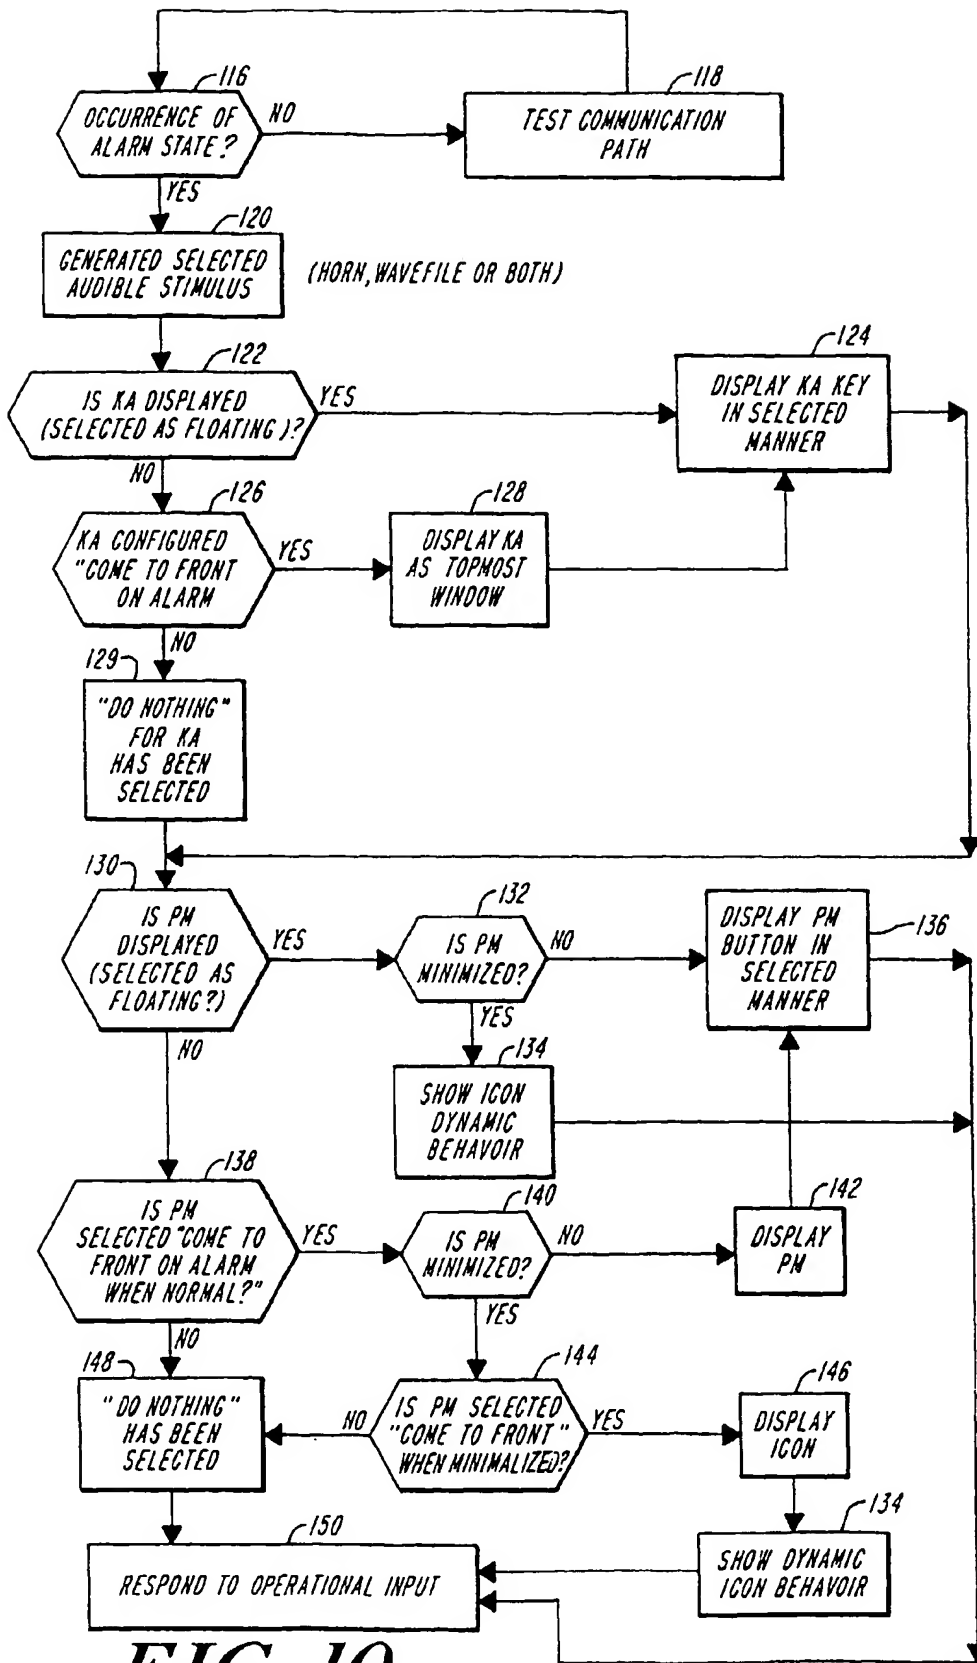 116
OCCURRENCE OF
ALARM STATE?
NO
118
TEST COMMUNICATION
PATH
YES
120
GENERATED SELECTED
AUDIBLE STIMULUS
(HORN, WAVEFILE OR BOTH)
122
IS KA DISPLAYED
(SELECTED AS FLOATING)?
YES
124
DISPLAY KA KEY
IN SELECTED
MANNER
NO
126
KA CONFIGURED
"COME TO FRONT
ON ALARM
YES
128
DISPLAY KA
AS TOPMOST
WINDOW
NO
129
"DO NOTHING"
FOR KA
HAS BEEN
SELECTED
130
IS PM
DISPLAYED
(SELECTED AS
FLOATING?)
YES
132
IS PM
MINIMIZED?
NO
DISPLAY PM
BUTTON IN
SELECTED
MANNER
136
YES
134
SHOW ICON
DYNAMIC
BEHAVOIR
NO
138
IS PM
SELECTED "COME TO
FRONT ON ALARM
WHEN NORMAL?"
YES
140
IS PM
MINIMIZED?
NO
142
DISPLAY
PM
YES
NO
148
"DO NOTHING"
HAS BEEN
SELECTED
144
IS PM SELECTED
"COME TO FRONT"
WHEN MINIMALIZED?
NO
YES
146
DISPLAY
ICON
134
SHOW DYNAMIC
ICON BEHAVOIR
150
RESPOND TO OPERATIONAL INPUT
FIG. 10